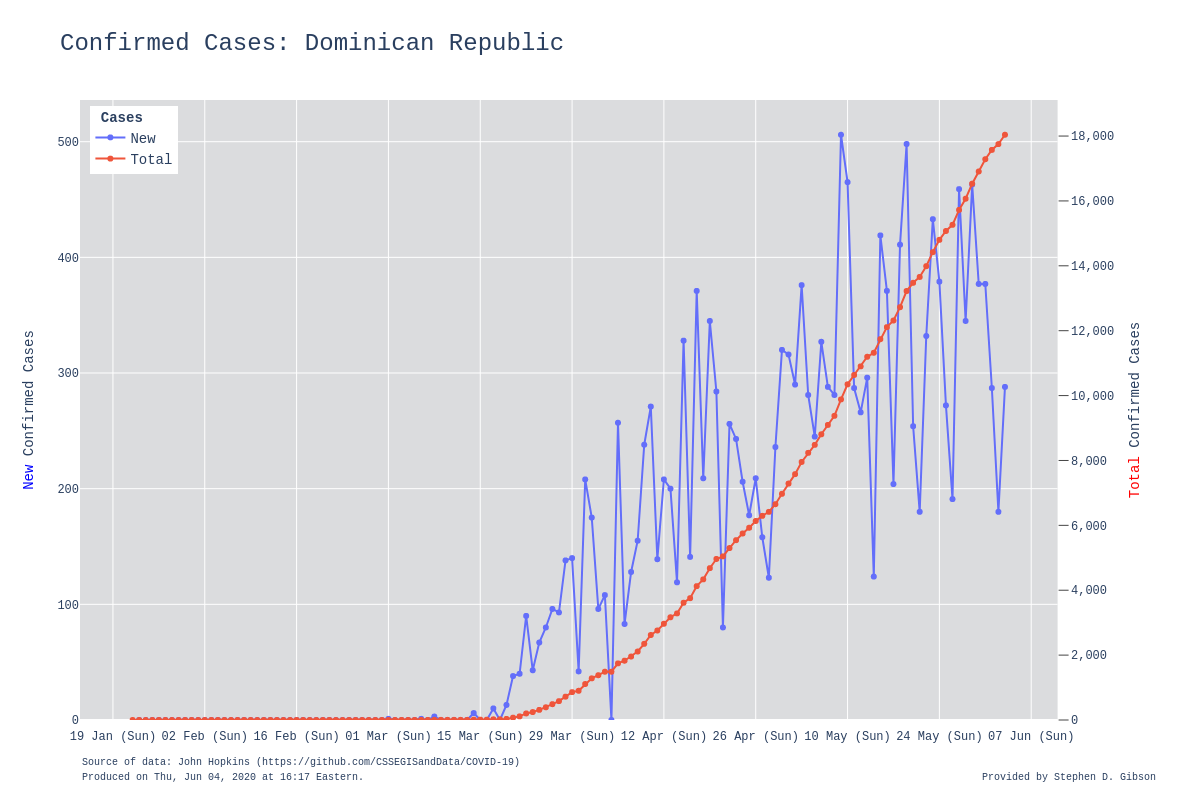 Confirmed Cases: Dominican Republic
Cases
New
Total
500
400
300
200
100
0
New Confirmed Cases
18,000
16,000
14,000
12,000
10,000
8,000
6,000
4,000
2,000
0
Total Confirmed Cases
19 Jan (Sun) 02 Feb (Sun) 16 Feb (Sun) 01 Mar (Sun) 15 Mar (Sun) 29 Mar (Sun) 12 Apr (Sun) 26 Apr (Sun) 10 May (Sun) 24 May (Sun) 07 Jun (Sun)
Source of data: John Hopkins (https://github.com/CSSEGISandData/COVID-19)
Produced on Thu, Jun 04, 2020 at 16:17 Eastern.
Provided by Stephen D. Gibson